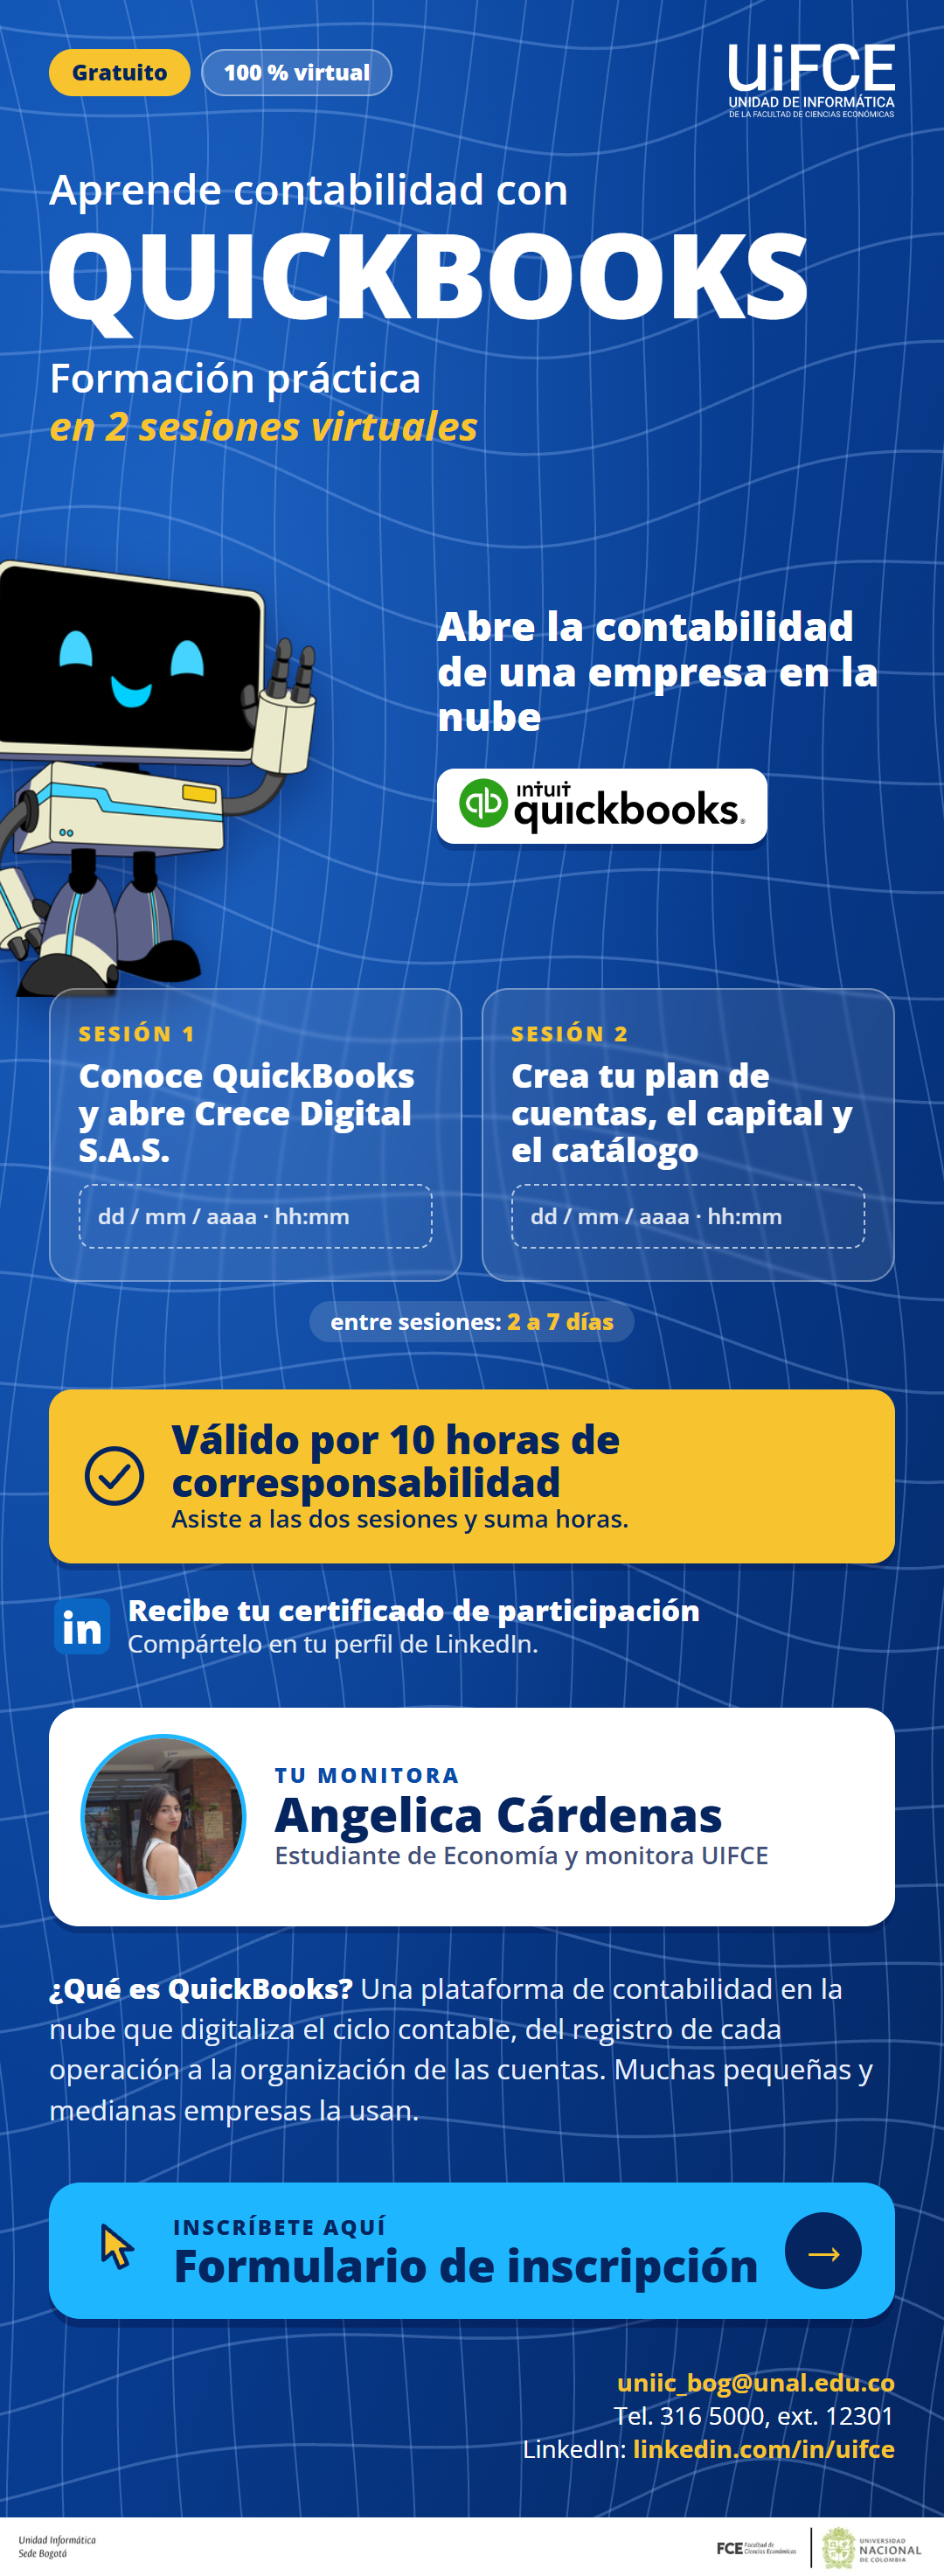 Gratuito
100 % virtual
UiFCE
UNIDAD DE INFORMÁTICA
DE LA FACULTAD DE CIENCIAS ECONÓMICAS
Aprende contabilidad con
QUICKBOOKS
Formación práctica
en 2 sesiones virtuales
Abre la contabilidad
de una empresa en la
nube
qb
intuit
quickbooks®
SESIÓN 1
Conoce QuickBooks
y abre Crece Digital
S.A.S.
dd / mm / aaaa · hh:mm
SESIÓN 2
Crea tu plan de
cuentas, el capital y
el catálogo
dd / mm / aaaa · hh:mm
entre sesiones: 2 a 7 días
Válido por 10 horas de
corresponsabilidad
Asiste a las dos sesiones y suma horas.
in
Recibe tu certificado de participación
Compártelo en tu perfil de LinkedIn.
TU MONITORA
Angelica Cárdenas
Estudiante de Economía y monitora UIFCE
¿Qué es QuickBooks? Una plataforma de contabilidad en la
nube que digitaliza el ciclo contable, del registro de cada
operación a la organización de las cuentas. Muchas pequeñas y
medianas empresas la usan.
INSCRÍBETE AQUÍ
Formulario de inscripción →
uniic_bog@unal.edu.co
Tel. 316 5000, ext. 12301
LinkedIn: linkedin.com/in/uifce
Unidad Informática
Sede Bogotá
FCE Facultad de
Ciencias Económicas
UNIVERSIDAD
NACIONAL
DE COLOMBIA